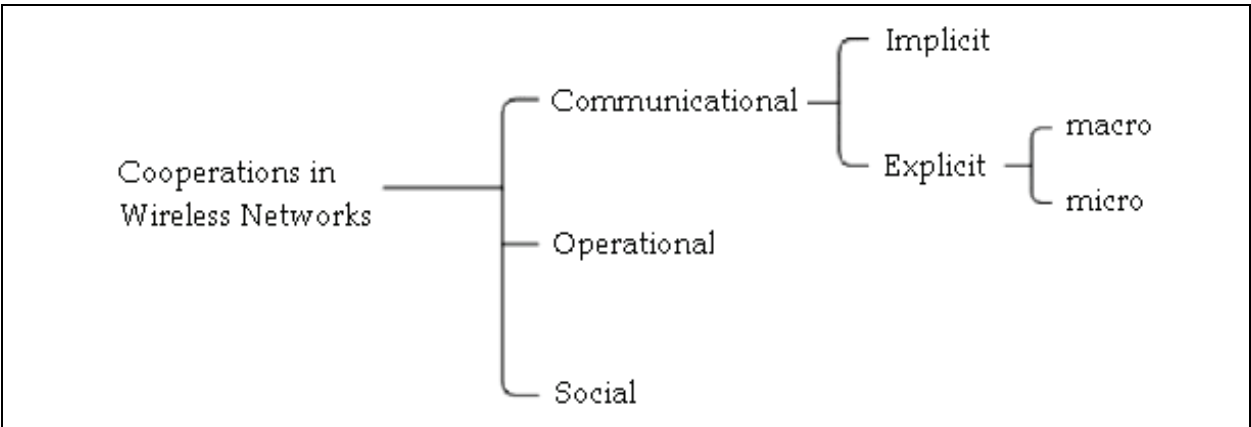 Cooperations in
Wireless Networks
Communicational
Implicit
Explicit
macro
micro
Operational
Social